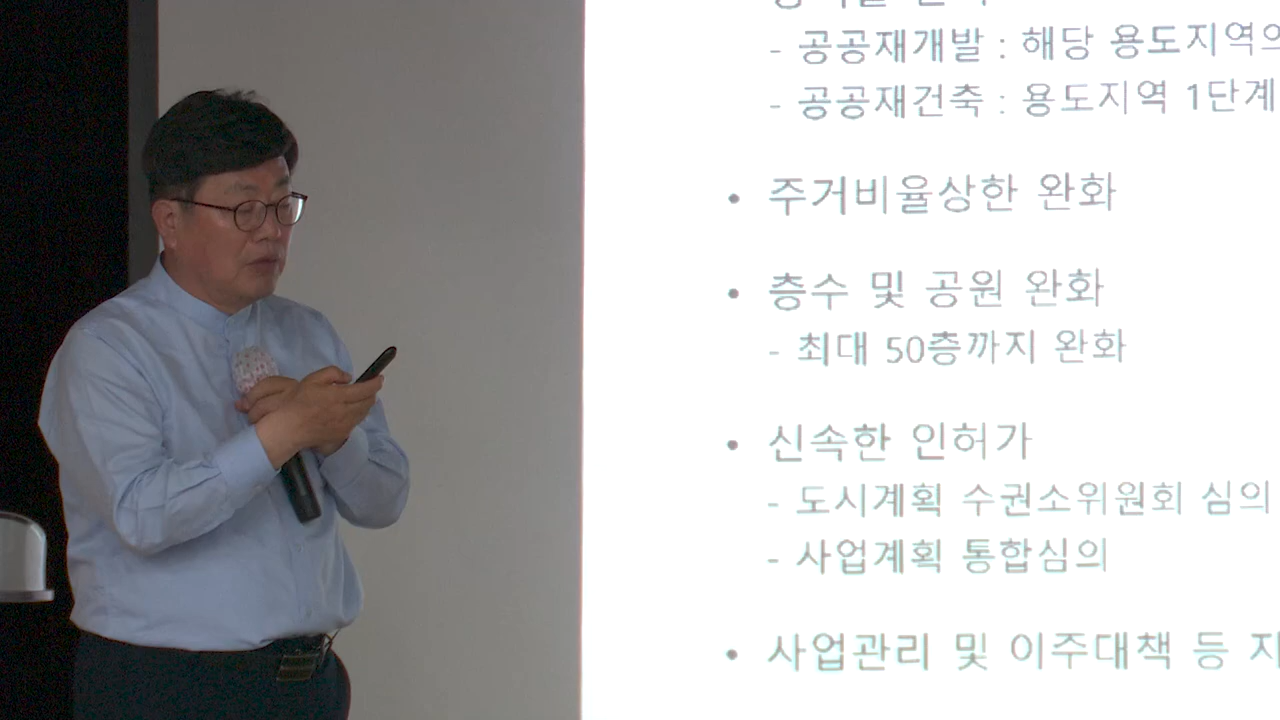 - 공공재개발 : 해당 용도지역의
- 공공재건축 : 용도지역 1단계
• 주거비율상한 완화
• 층수 및 공원 완화
- 최대 50층까지 완화
• 신속한 인허가
- 도시계획 수권소위원회 심의
- 사업계획 통합심의
• 사업관리 및 이주대책 등 지